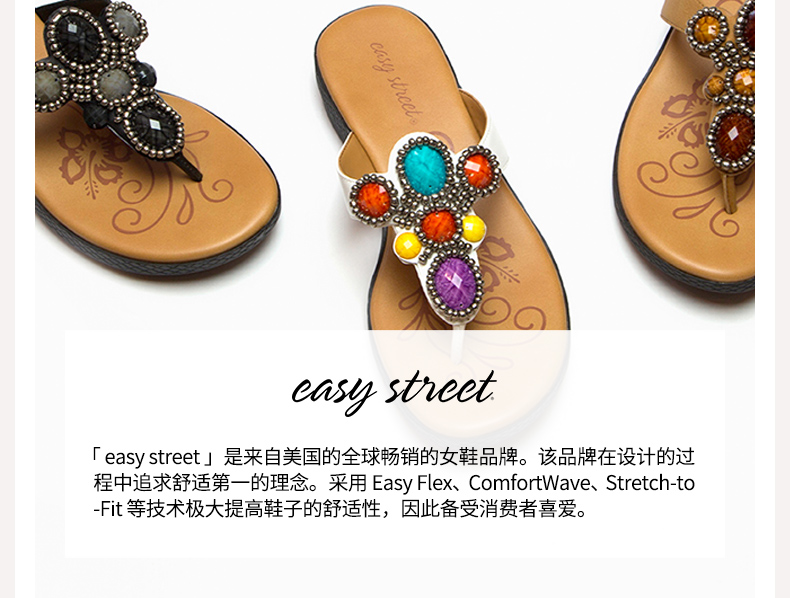 easy street®
easy street®
「 easy street 」是来自美国的全球畅销的女鞋品牌。该品牌在设计的过
程中追求舒适第一的理念。采用 Easy Flex、ComfortWave、Stretch-to
-Fit 等技术极大提高鞋子的舒适性，因此备受消费者喜爱。